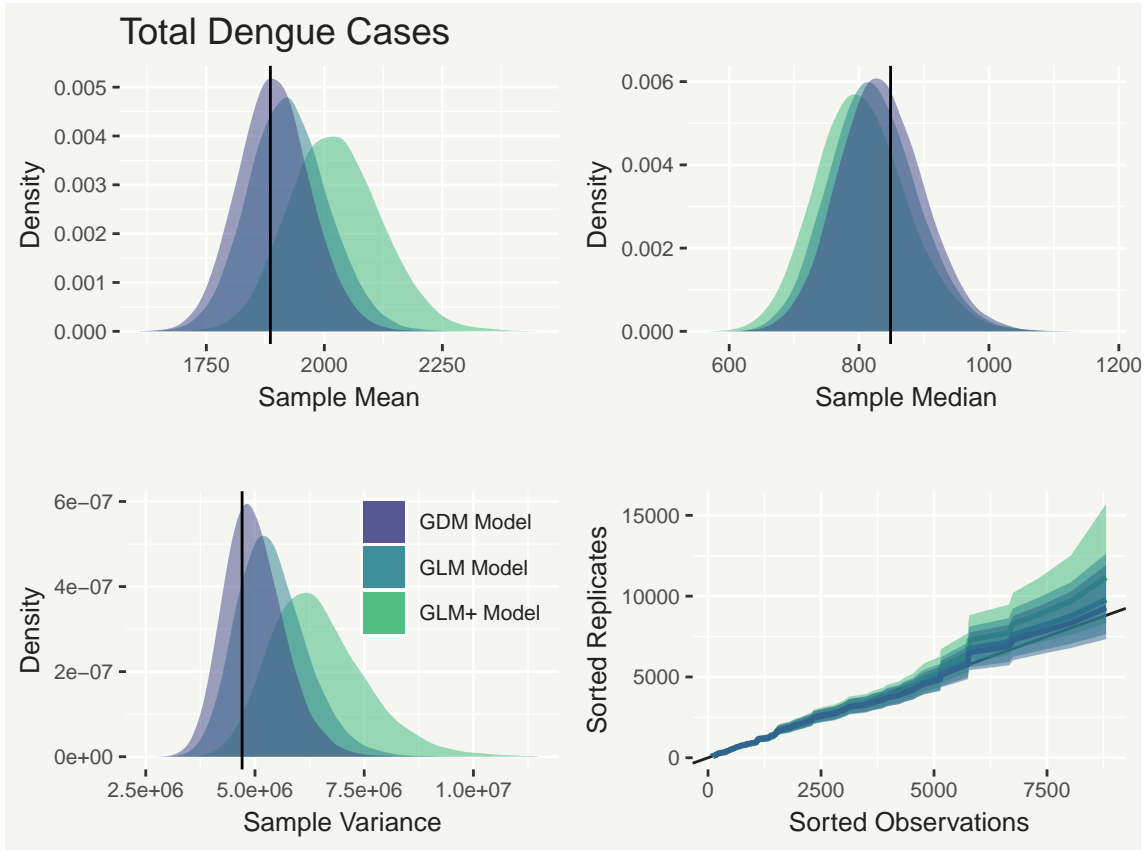 Total Dengue Cases
0.005
0.004
0.003
0.002
0.001
0.000
Density
1750 2000 2250
Sample Mean
0.006
0.004
0.002
0.000
Density
600 800 1000 1200
Sample Median
6e−07
4e−07
2e−07
0e+00
Density
2.5e+06 5.0e+06 7.5e+06 1.0e+07
Sample Variance
GDM Model
GLM Model
GLM+ Model
15000
10000
5000
0
Sorted Replicates
0 2500 5000 7500
Sorted Observations